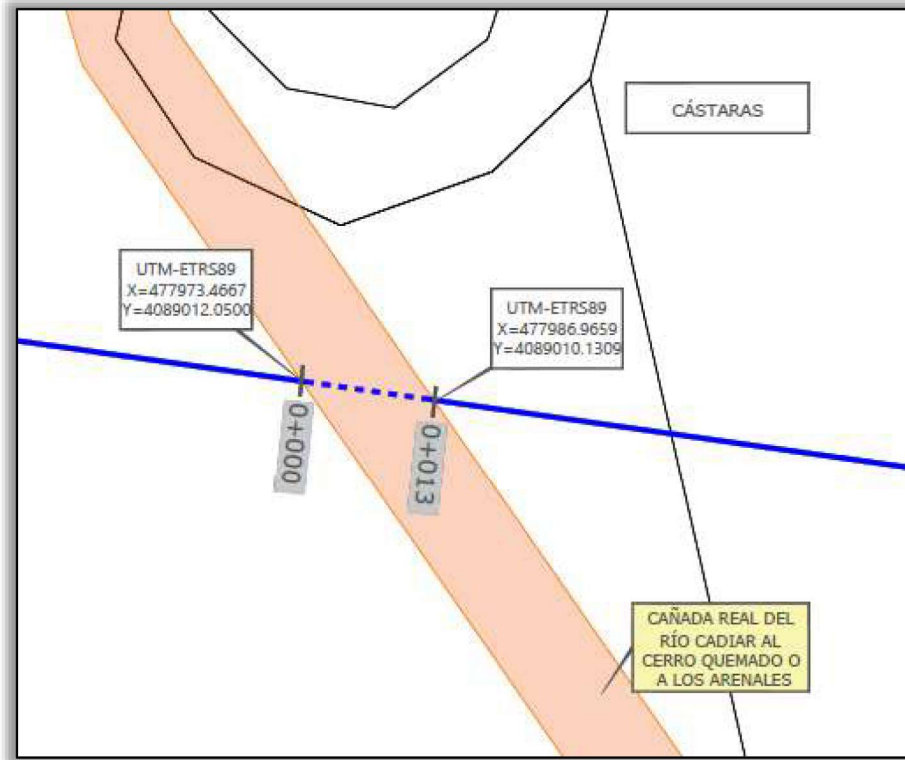 CÁSTARAS
UTM-ETRS89
X=477973.4667
Y=4089012.0500
UTM-ETRS89
X=477986.9659
Y=4089010.1309
0+000
0+013
CAÑADA REAL DEL
RÍO CADIAR AL
CERRO QUEMADO O
A LOS ARENALES